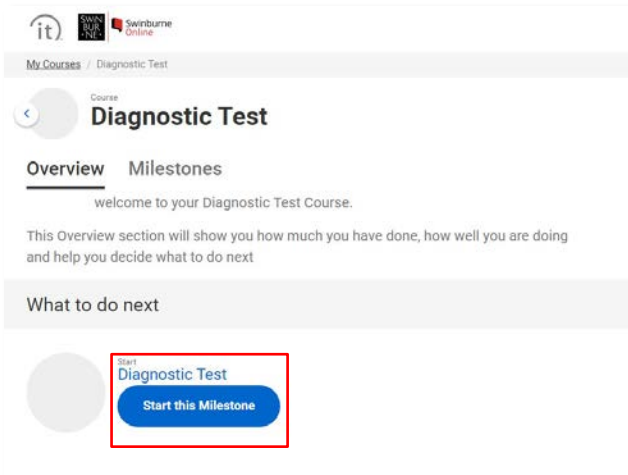 it)
SWIN
BUR
•NE•
Swinburne
Online
My Courses / Diagnostic Test
Course
Diagnostic Test
Overview Milestones
welcome to your Diagnostic Test Course.
This Overview section will show you how much you have done, how well you are doing
and help you decide what to do next
What to do next
Start
Diagnostic Test
Start this Milestone